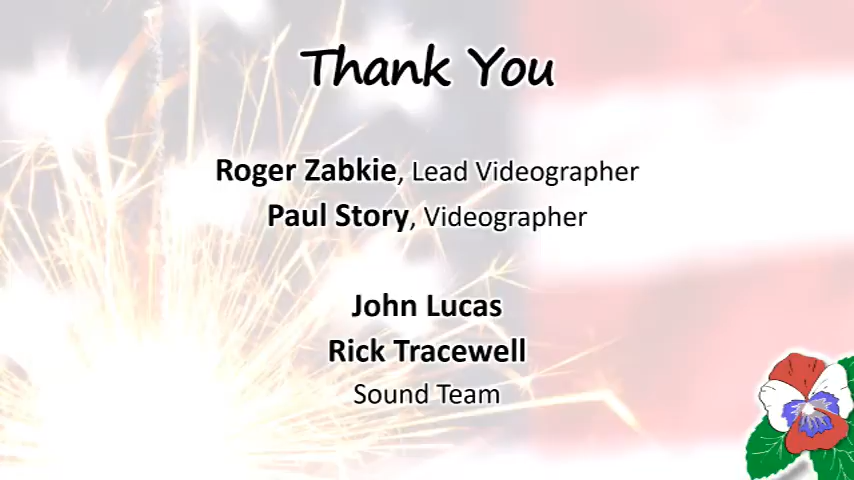 Thank You
Roger Zabkie, Lead Videographer
Paul Story, Videographer
John Lucas
Rick Tracewell
Sound Team